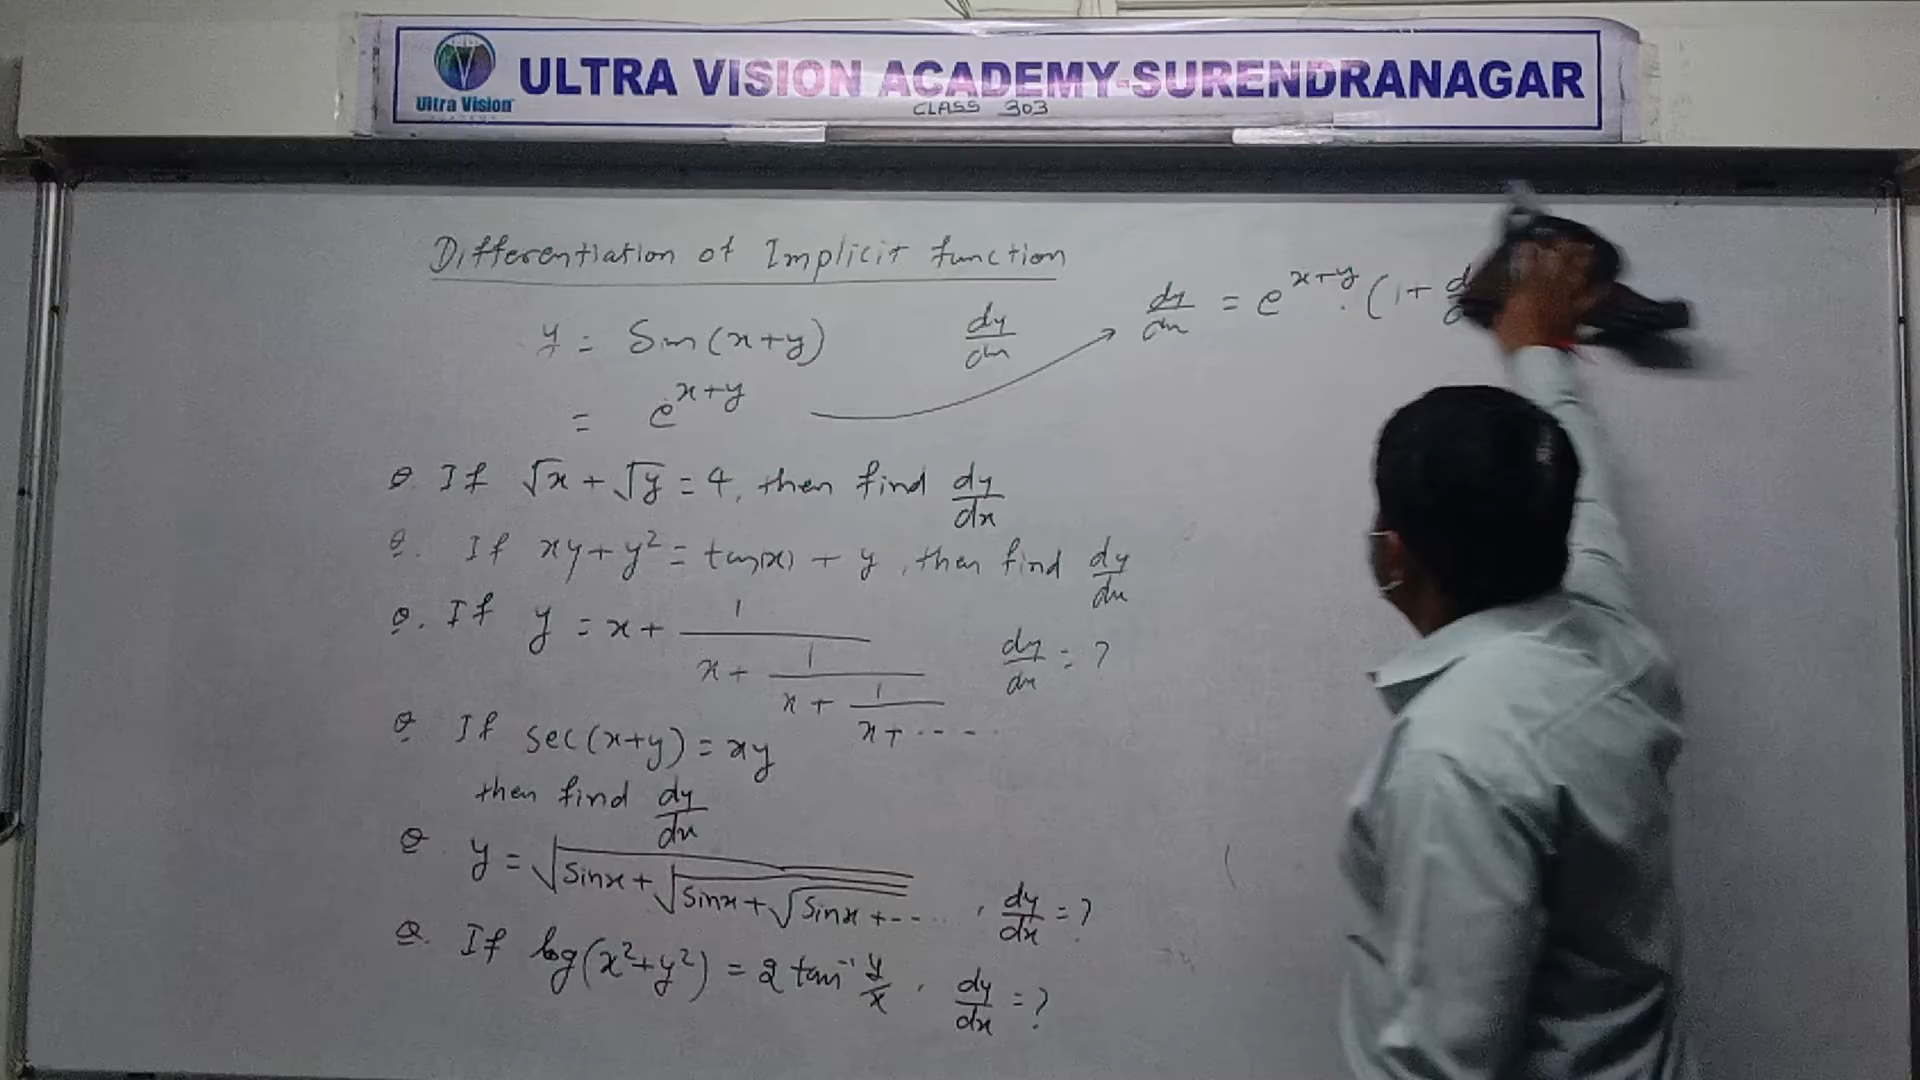 ULTRA VISION ACADEMY-SURENDRANAGAR
Ultra Vision
CLASS 303
Differentiation of Implicit function
y = Sin(x+y) dy/dx
= e^(x+y)
dy/dx = e^(x+y) . (1+
Q. If √x + √y = 4, then find dy/dx
Q. If xy + y² = tan(x) + y, then find dy/dx
Q. If y = x + 1/(x + 1/(x + 1/(x + ---- dy/dx = ?
Q If sec(x+y) = xy
then find dy/dx
Q. y = √(sinx + √(sinx + √(sinx + -- ..., dy/dx = ?
Q. If log(x²+y²) = 2 tan⁻¹ y/x, dy/dx = ?